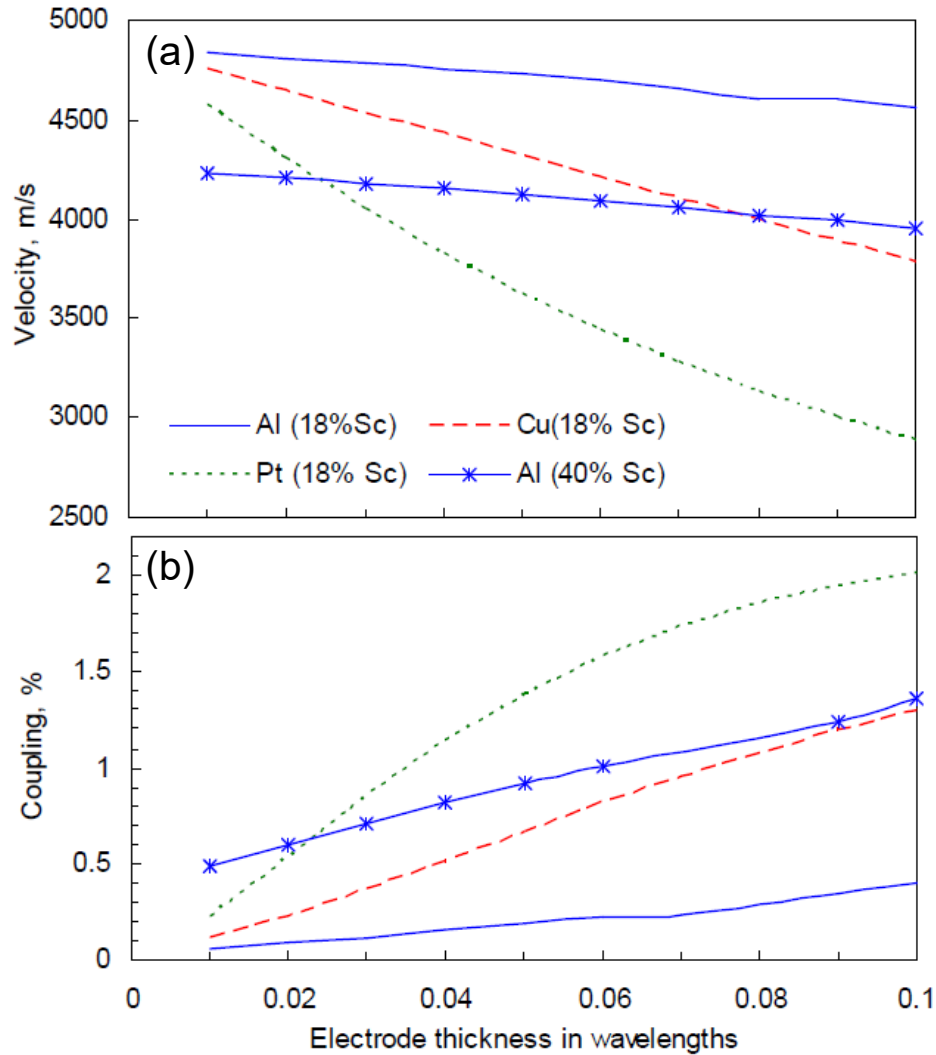 (a)
5000
4500
4000
3500
3000
2500
Velocity, m/s
Al (18%Sc)
Cu(18% Sc)
Pt (18% Sc)
Al (40% Sc)
(b)
2
1.5
1
0.5
0
Coupling, %
0 0.02 0.04 0.06 0.08 0.1
Electrode thickness in wavelengths